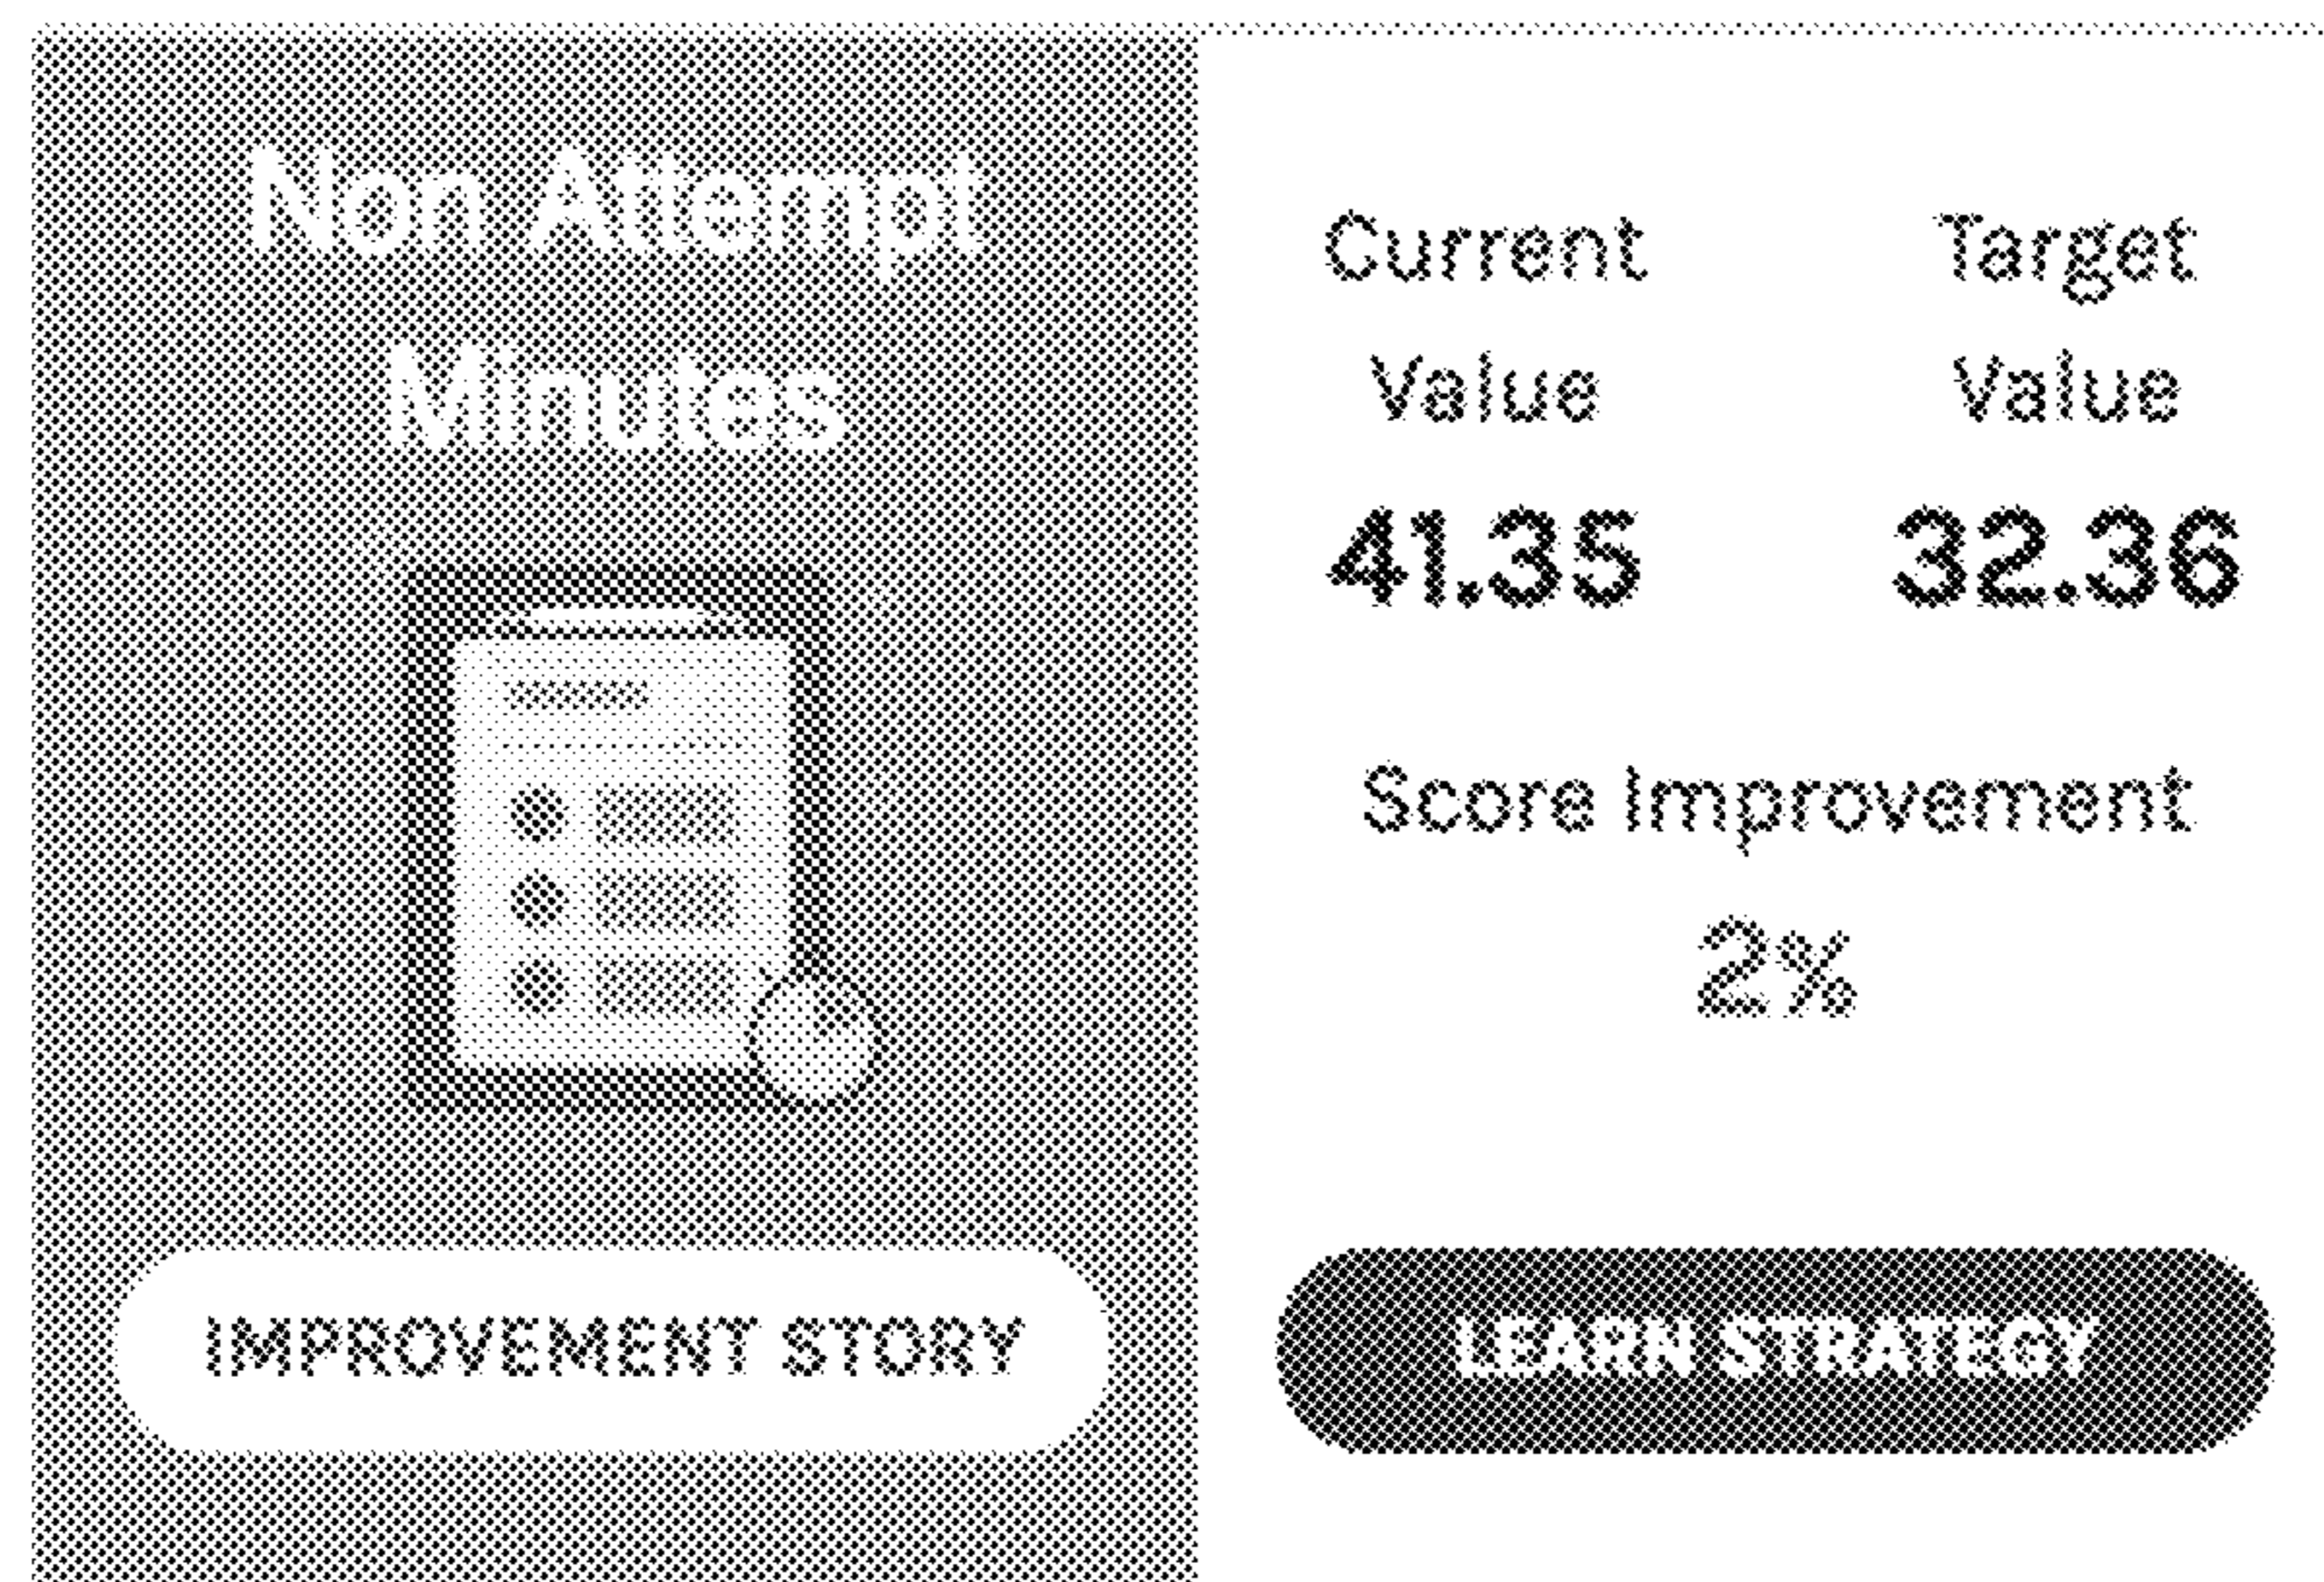 Non Attempt
Minutes
IMPROVEMENT STORY
Current
Value
41.35
Target
Value
32.36
Score Improvement
2%
LEARN STRATEGY